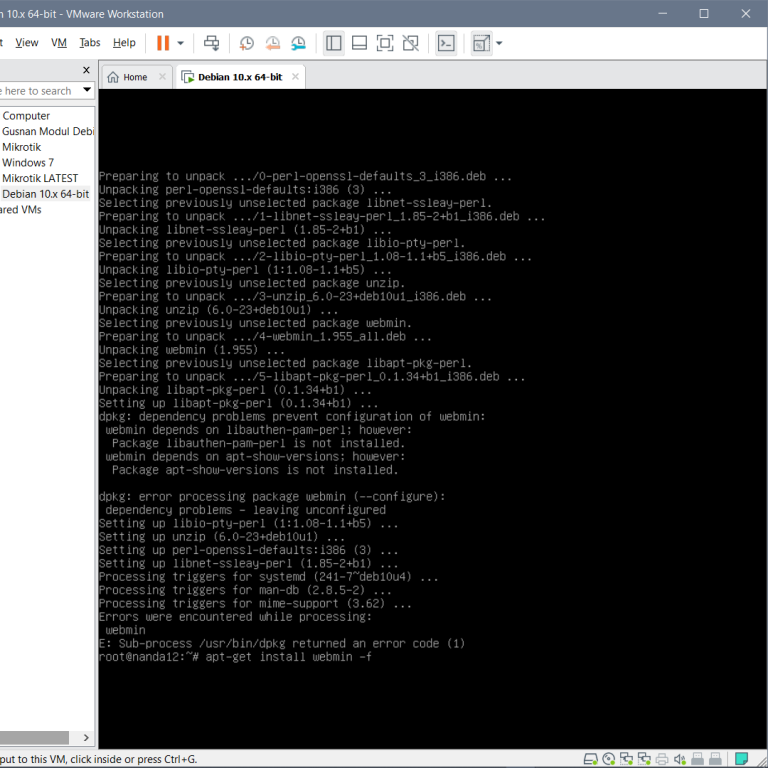 10.x 64-bit - VMware Workstation
View VM Tabs Help
here to search
Home
Debian 10.x 64-bit
Computer
Gusnan Modul Debi
Mikrotik
Windows 7
Mikrotik LATEST
Debian 10.x 64-bit
ared VMs
Preparing to unpack .../0-perl-openssl-defaults_3_i386.deb ...
Unpacking perl-openssl-defaults:i386 (3) ...
Selecting previously unselected package libnet-ssleay-perl.
Preparing to unpack .../1-libnet-ssleay-perl_1.85-2+b1_i386.deb ...
Unpacking libnet-ssleay-perl (1.85-2+b1) ...
Selecting previously unselected package libio-pty-perl.
Preparing to unpack .../2-libio-pty-perl_1.08-1.1+b5_i386.deb ...
Unpacking libio-pty-perl (1:1.08-1.1+b5) ...
Selecting previously unselected package unzip.
Preparing to unpack .../3-unzip_6.0-23+deb10u1_i386.deb ...
Unpacking unzip (6.0-23+deb10u1) ...
Selecting previously unselected package webmin.
Preparing to unpack .../4-webmin_1.955_all.deb ...
Unpacking webmin (1.955) ...
Selecting previously unselected package libapt-pkg-perl.
Preparing to unpack .../5-libapt-pkg-perl_0.1.34+b1_i386.deb ...
Unpacking libapt-pkg-perl (0.1.34+b1) ...
Setting up libapt-pkg-perl (0.1.34+b1) ...
dpkg: dependency problems prevent configuration of webmin:
webmin depends on libauthen-pam-perl; however:
Package libauthen-pam-perl is not installed.
webmin depends on apt-show-versions; however:
Package apt-show-versions is not installed.
dpkg: error processing package webmin (--configure):
dependency problems - leaving unconfigured
Setting up libio-pty-perl (1:1.08-1.1+b5) ...
Setting up unzip (6.0-23+deb10u1) ...
Setting up perl-openssl-defaults:i386 (3) ...
Setting up libnet-ssleay-perl (1.85-2+b1) ...
Processing triggers for systemd (241-7~deb10u4) ...
Processing triggers for man-db (2.8.5-2) ...
Processing triggers for mime-support (3.62) ...
Errors were encountered while processing:
webmin
E: Sub-process /usr/bin/dpkg returned an error code (1)
root@nanda12:~# apt-get install webmin -f
put to this VM, click inside or press Ctrl+G.